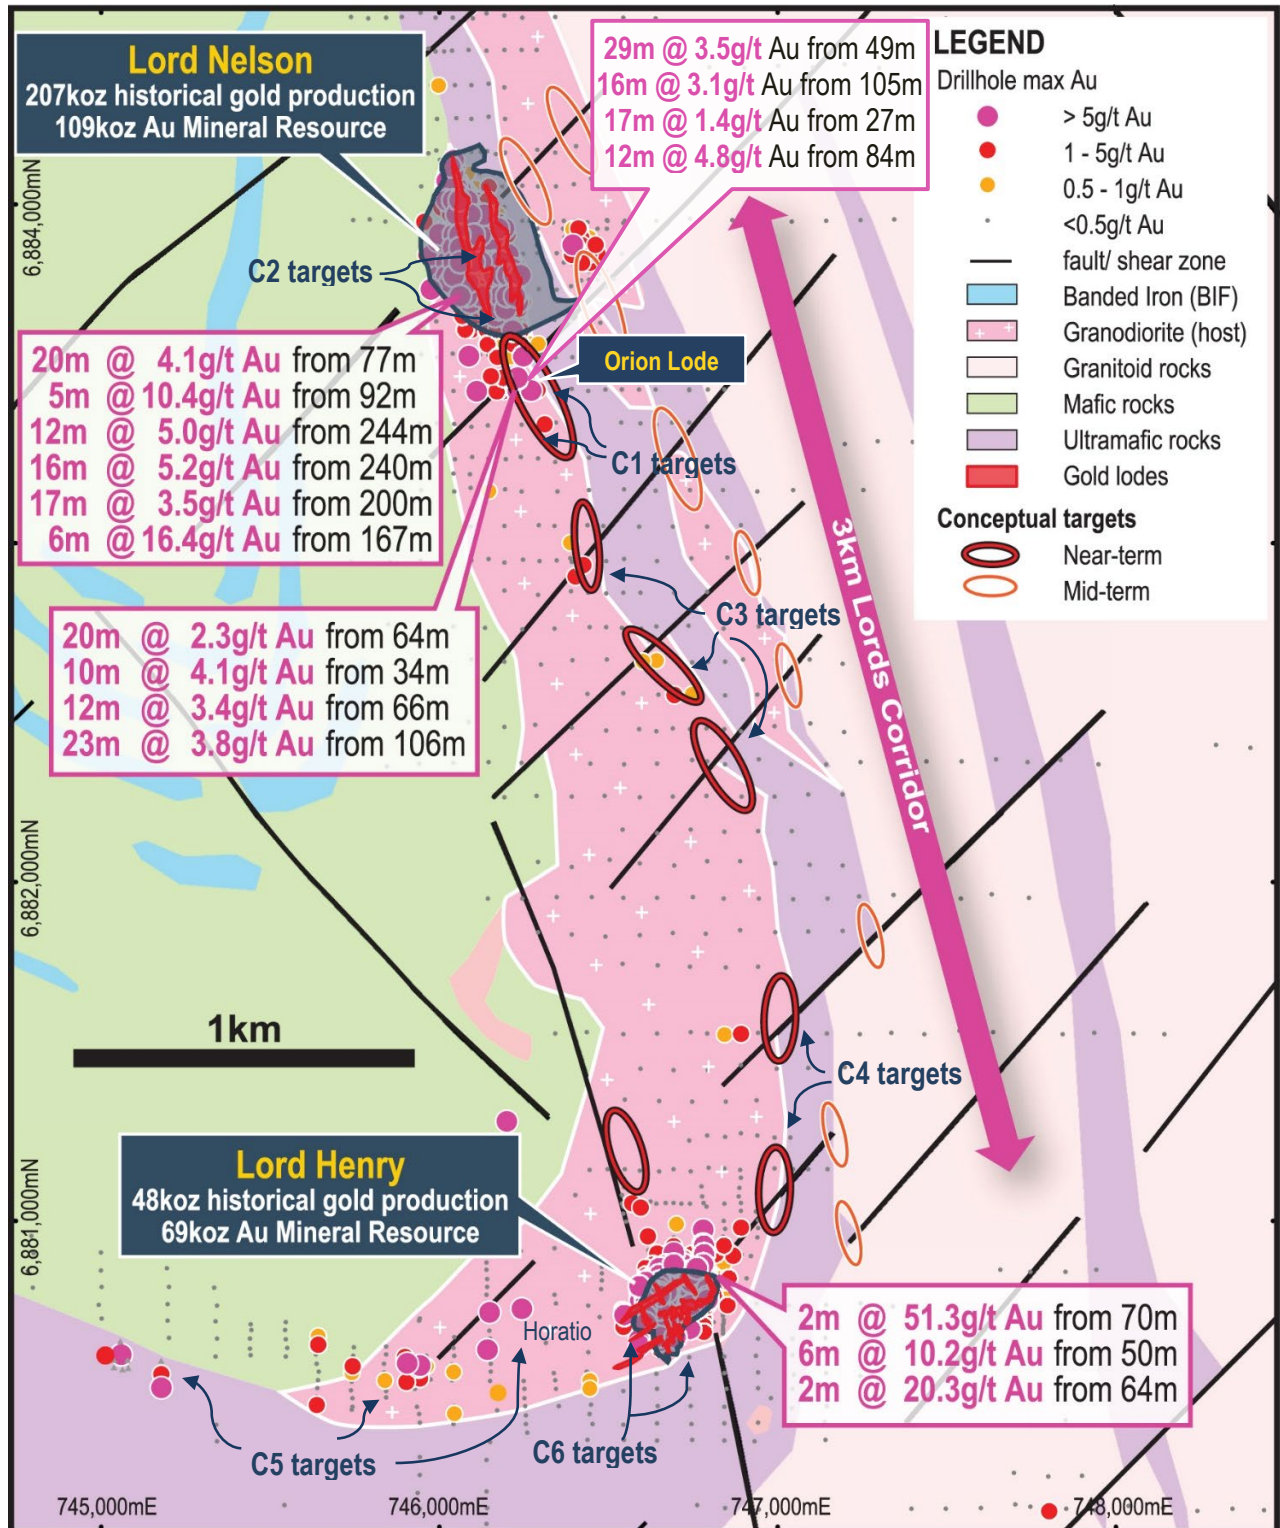 Lord Nelson
207koz historical gold production
109koz Au Mineral Resource
29m @ 3.5g/t Au from 49m
16m @ 3.1g/t Au from 105m
17m @ 1.4g/t Au from 27m
12m @ 4.8g/t Au from 84m
LEGEND
Drillhole max Au
> 5g/t Au
1 - 5g/t Au
0.5 - 1g/t Au
<0.5g/t Au
fault/ shear zone
Banded Iron (BIF)
Granodiorite (host)
Granitoid rocks
Mafic rocks
Ultramafic rocks
Gold lodes
Conceptual targets
Near-term
Mid-term
6,884,000mN
C2 targets
20m @ 4.1g/t Au from 77m
5m @ 10.4g/t Au from 92m
12m @ 5.0g/t Au from 244m
16m @ 5.2g/t Au from 240m
17m @ 3.5g/t Au from 200m
6m @ 16.4g/t Au from 167m
Orion Lode
C1 targets
3km Lords Corridor
C3 targets
20m @ 2.3g/t Au from 64m
10m @ 4.1g/t Au from 34m
12m @ 3.4g/t Au from 66m
23m @ 3.8g/t Au from 106m
6,882,000mN
1km
C4 targets
Lord Henry
48koz historical gold production
69koz Au Mineral Resource
6,881,000mN
2m @ 51.3g/t Au from 70m
6m @ 10.2g/t Au from 50m
2m @ 20.3g/t Au from 64m
Horatio
C5 targets
C6 targets
745,000mE
746,000mE
747,000mE
748,000mE